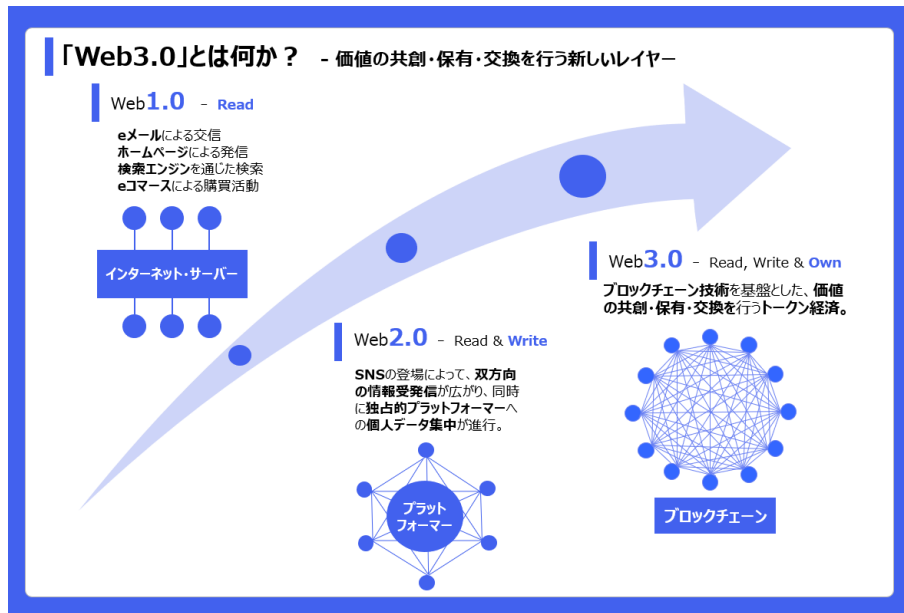 「Web3.0」とは何か？ - 価値の共創・保有・交換を行う新しいレイヤー
Web1.0 - Read
eメールによる交信
ホームページによる発信
検索エンジンを通じた検索
eコマースによる購買活動
インターネット・サーバー
Web2.0 - Read & Write
SNSの登場によって、双方向
の情報受発信が広がり、同時
に独占的プラットフォーマーへ
の個人データ集中が進行。
プラット
フォーマー
Web3.0 - Read, Write & Own
ブロックチェーン技術を基盤とした、価値
の共創・保有・交換を行うトークン経済。
ブロックチェーン